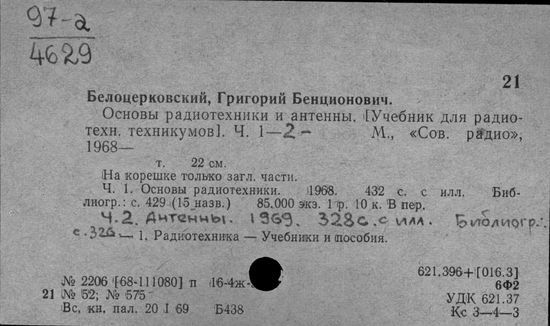 97-а
4629
21
Белоцерковский, Григорий Бенционович.
Основы радиотехники и антенны. [Учебник для радио-
техн. техникумов]. Ч. 1—2— М., «Сов. радио»,
1968—
т. 22 см.
На корешке только загл. части.
Ч. 1. Основы радиотехники. 1968. 432 с. с илл. Биб-
лиогр.: с. 429 (15 назв.) 85.000 экз. 1 р. 10 к. В пер.
Ч.2. Антенны. 1969. 328с. с илл. Библиогр.:
с.326— 1. Радиотехника — Учебники и пособия.
№ 2206 [68-111080] п 16-4ж-
21 № 52; № 575
Вс. кн. пал. 20 I 69 Б438
621.396+[016.3]
6Ф2
УДК 621.37
Кс 3—4—3